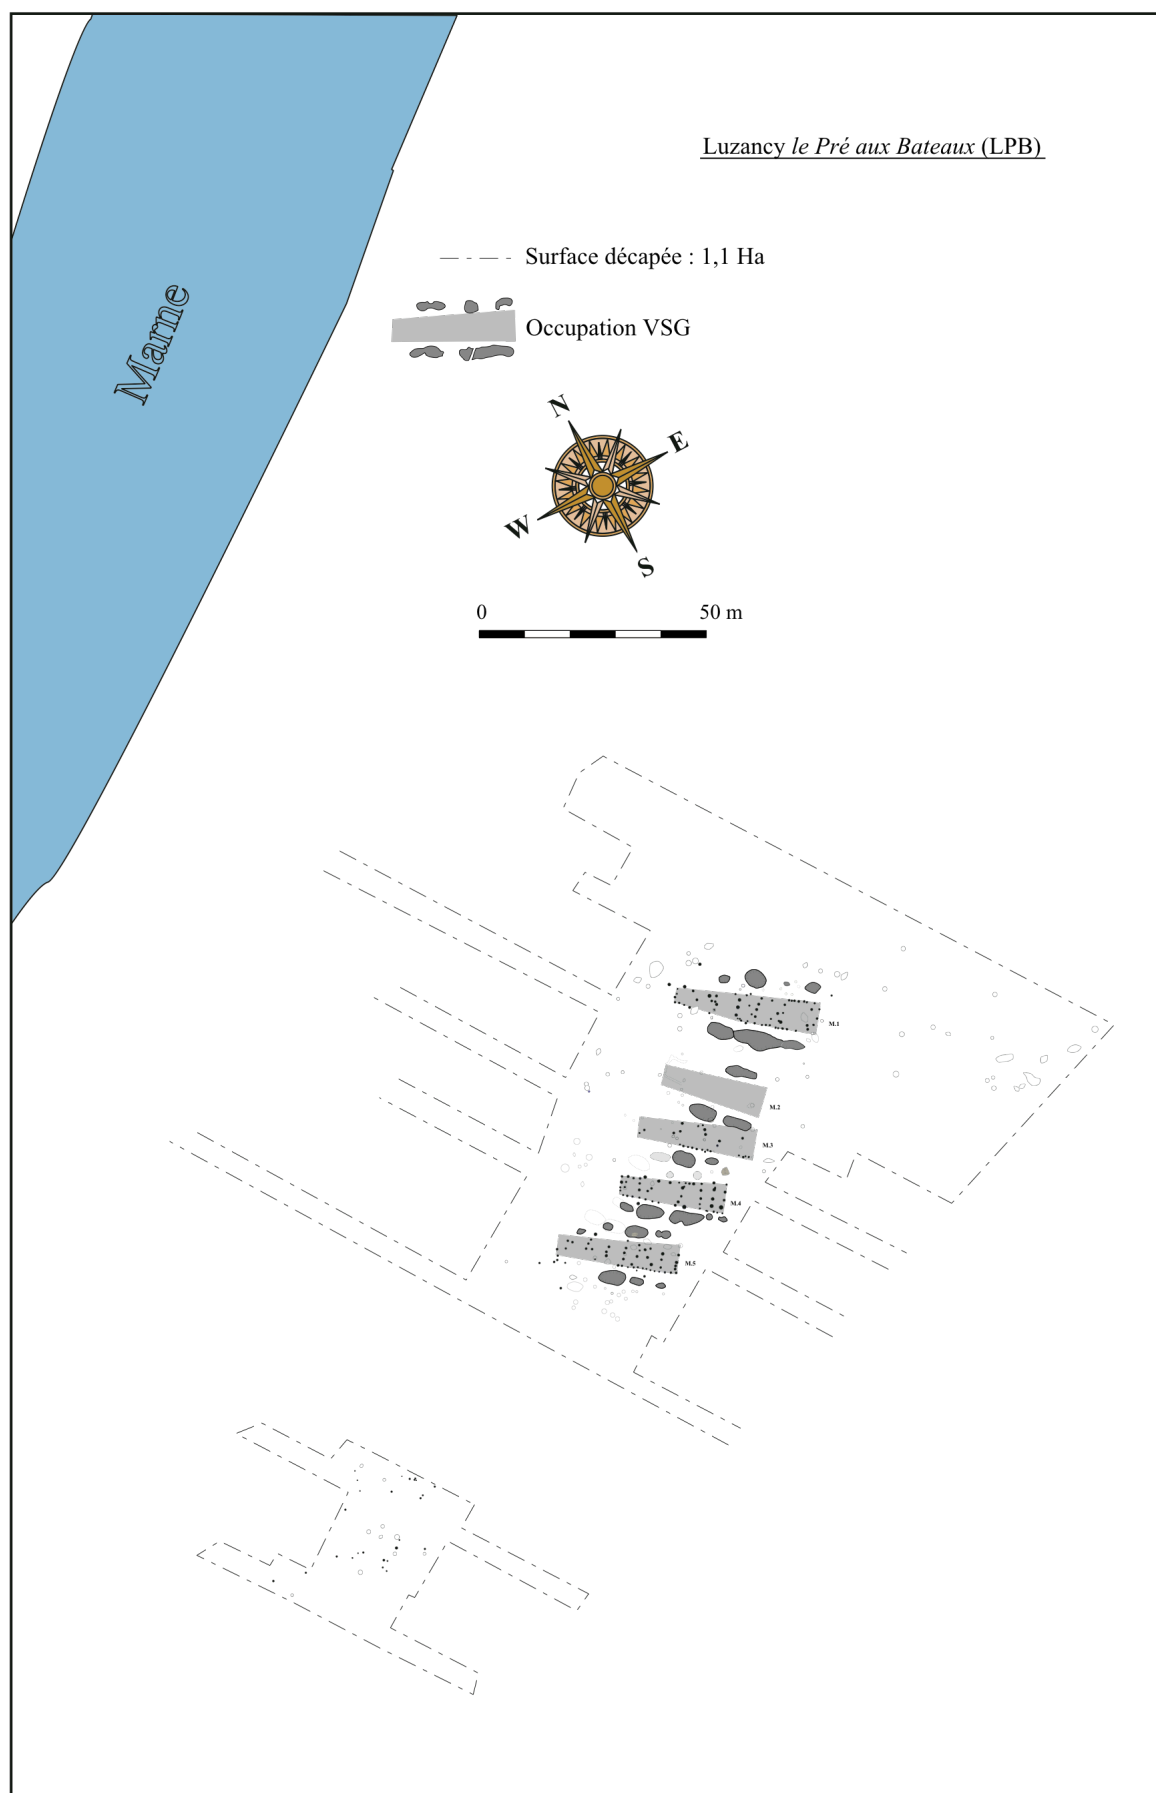 Luzancy le Pré aux Bateaux (LPB)
Surface décapée : 1,1 Ha
Marne
Occupation VSG
N
E
W
S
0 50 m
M.1
M.2
M.3
M.4
M.5